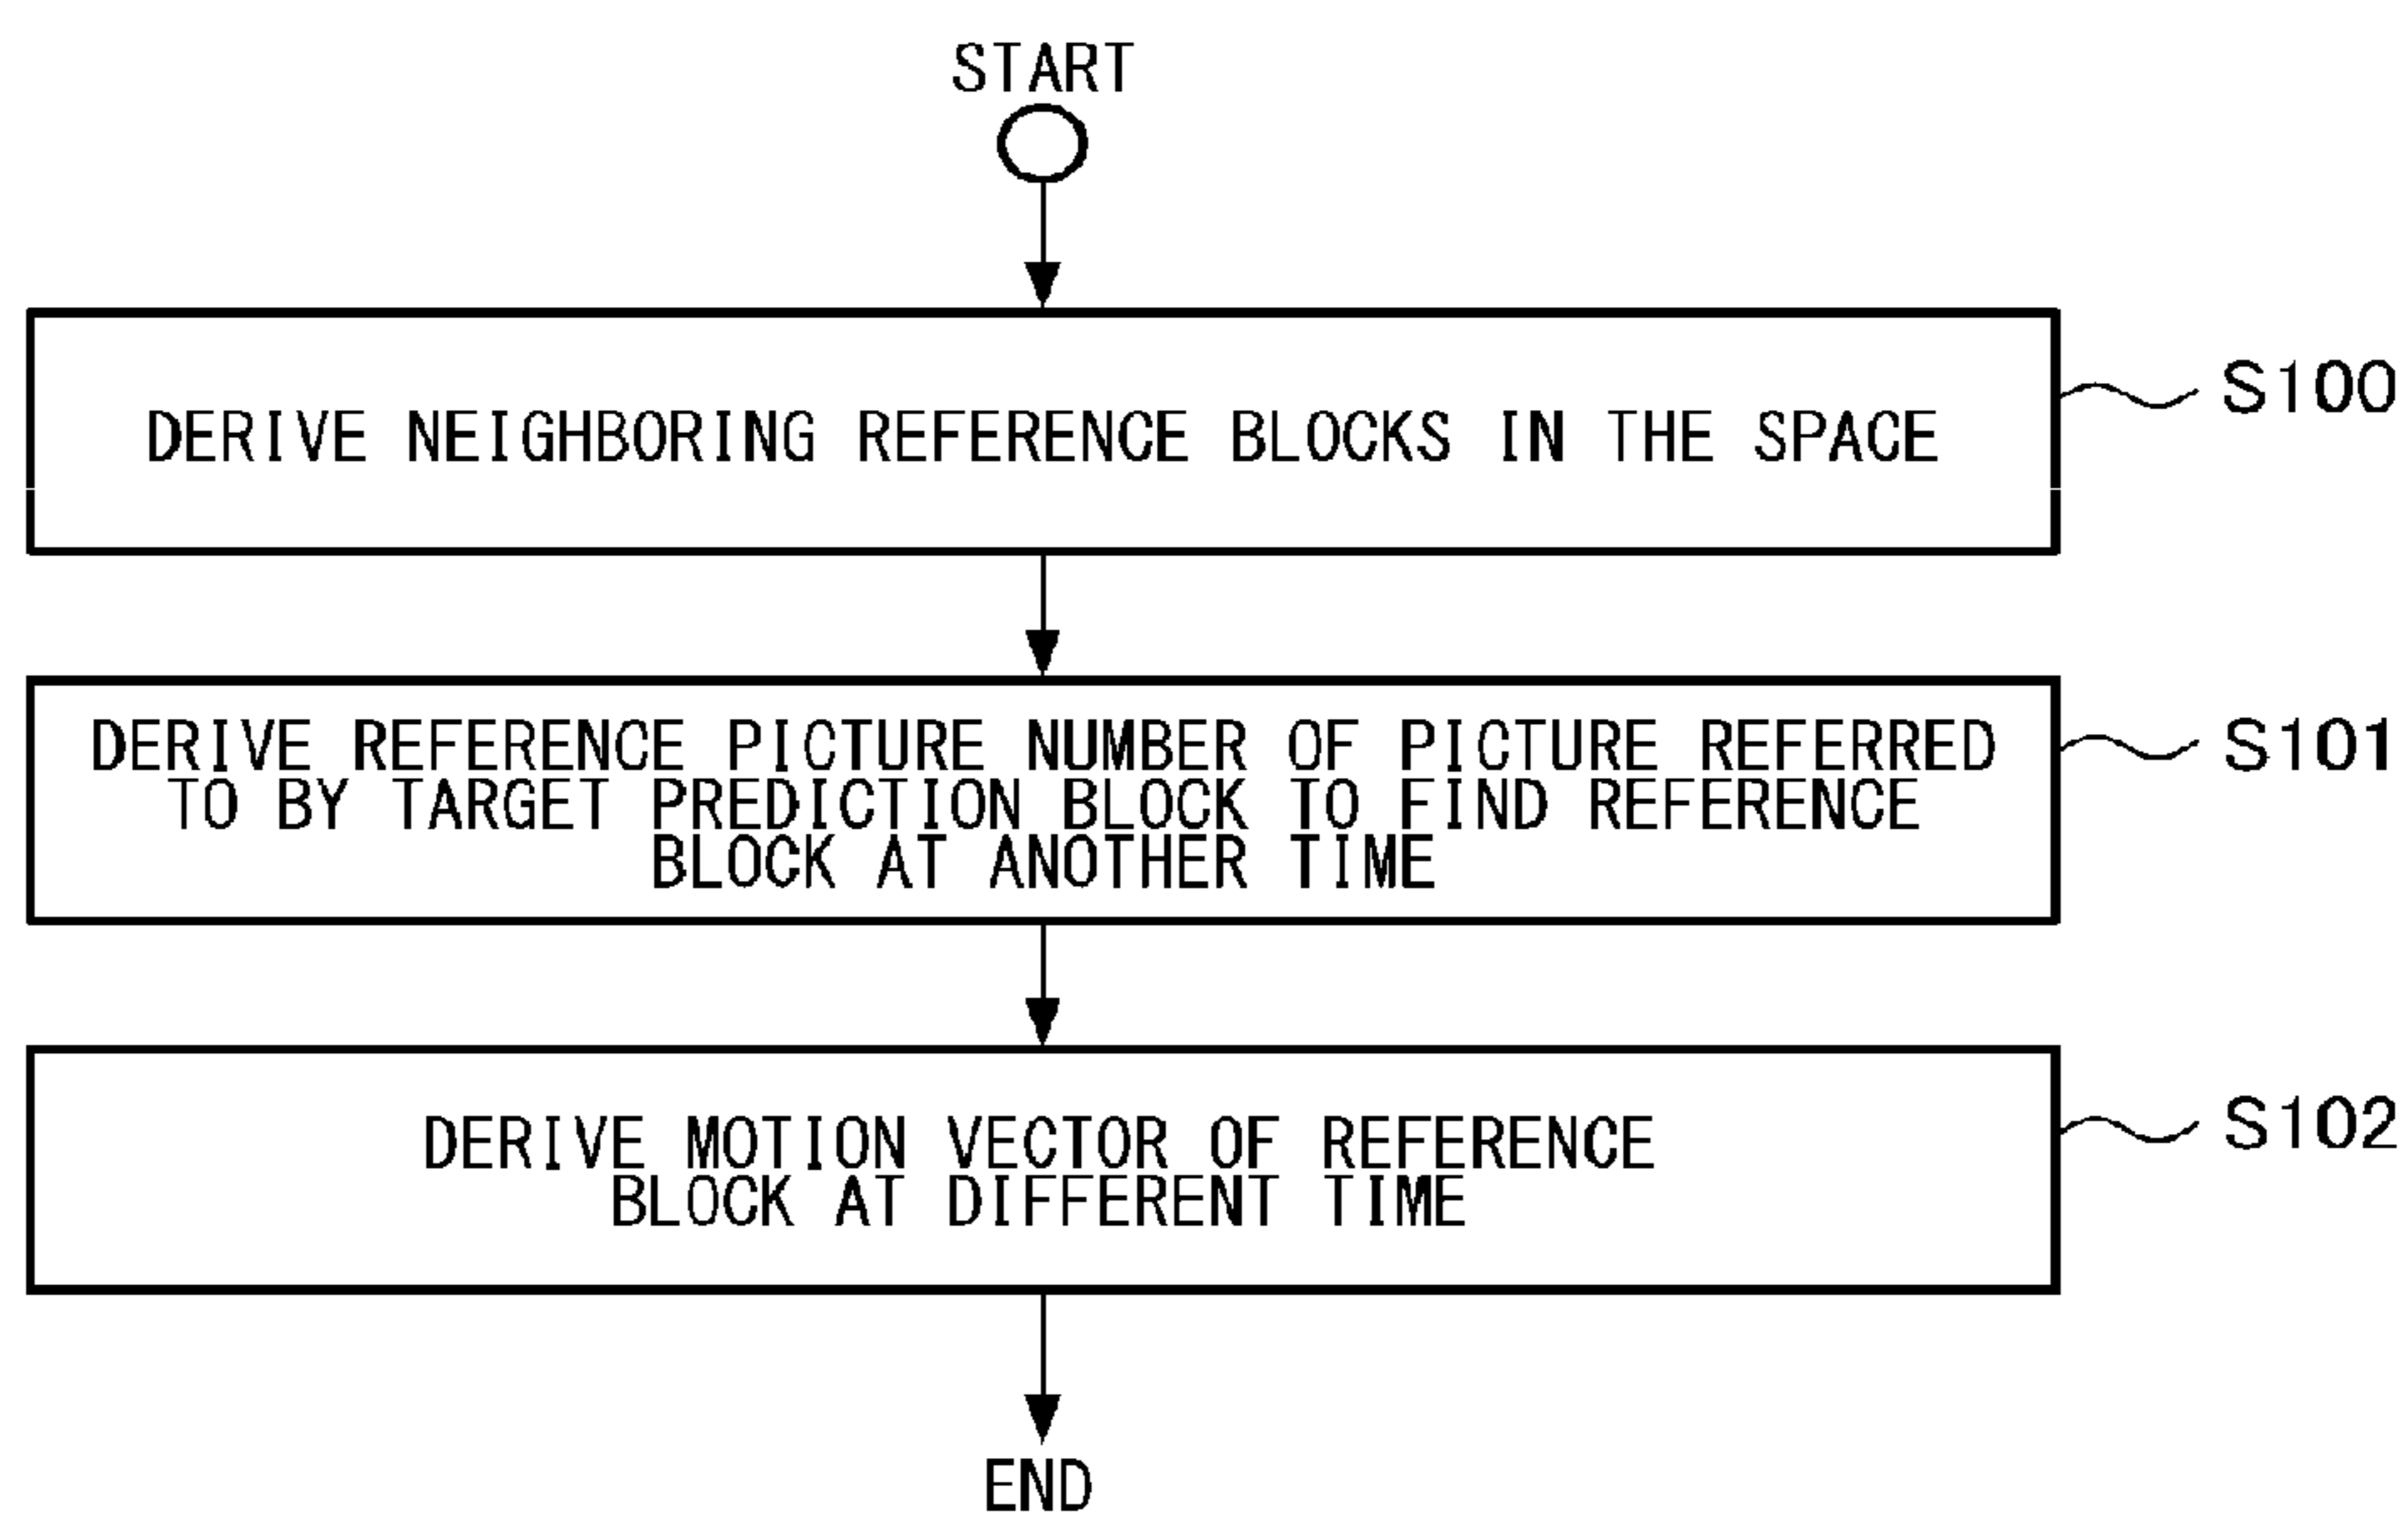 START
DERIVE NEIGHBORING REFERENCE BLOCKS IN THE SPACE
S100
DERIVE REFERENCE PICTURE NUMBER OF PICTURE REFERRED
TO BY TARGET PREDICTION BLOCK TO FIND REFERENCE
BLOCK AT ANOTHER TIME
S101
DERIVE MOTION VECTOR OF REFERENCE
BLOCK AT DIFFERENT TIME
S102
END